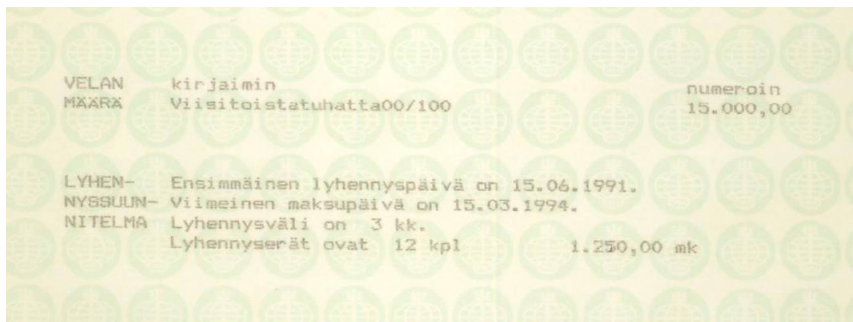 VELAN kirjaimin numeroin
MÄÄRÄ Viisitoistatuhatta00/100 15.000,00
LYHEN- Ensimmäinen lyhennyspäivä on 15.06.1991.
NYSSUUN- Viimeinen maksupäivä on 15.03.1994.
NITELMA Lyhennysväli on 3 kk.
Lyhennyserät ovat 12 kpl 1.250,00 mk